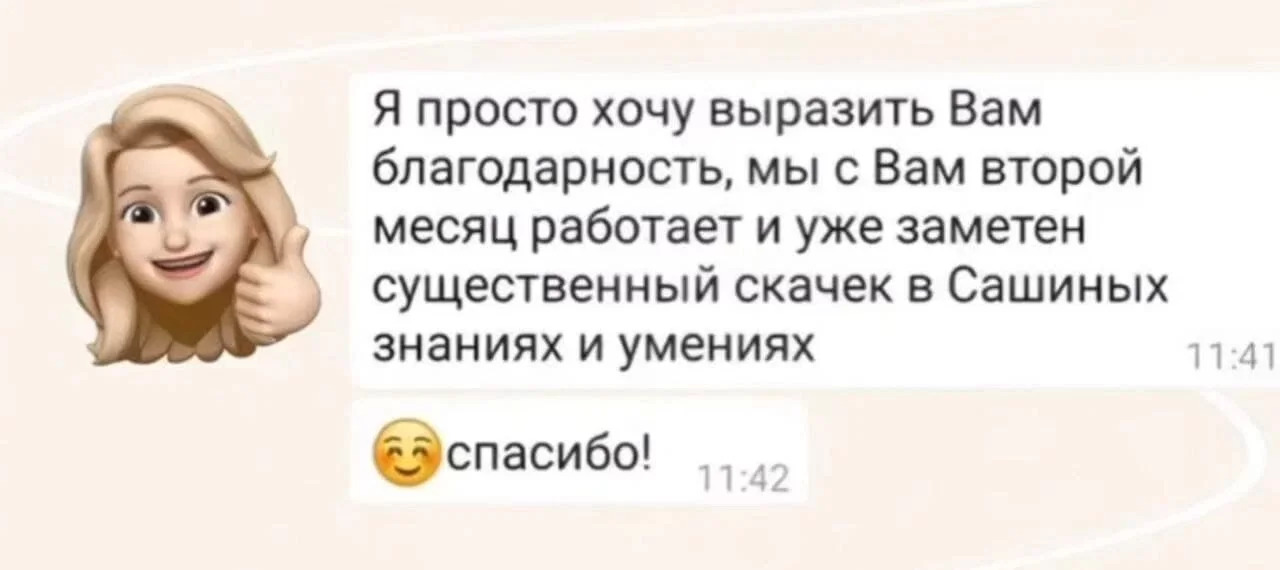 Я просто хочу выразить Вам
благодарность, мы с Вам второй
месяц работает и уже заметен
существенный скачек в Сашиных
знаниях и умениях
11:41
☺️спасибо!
11:42